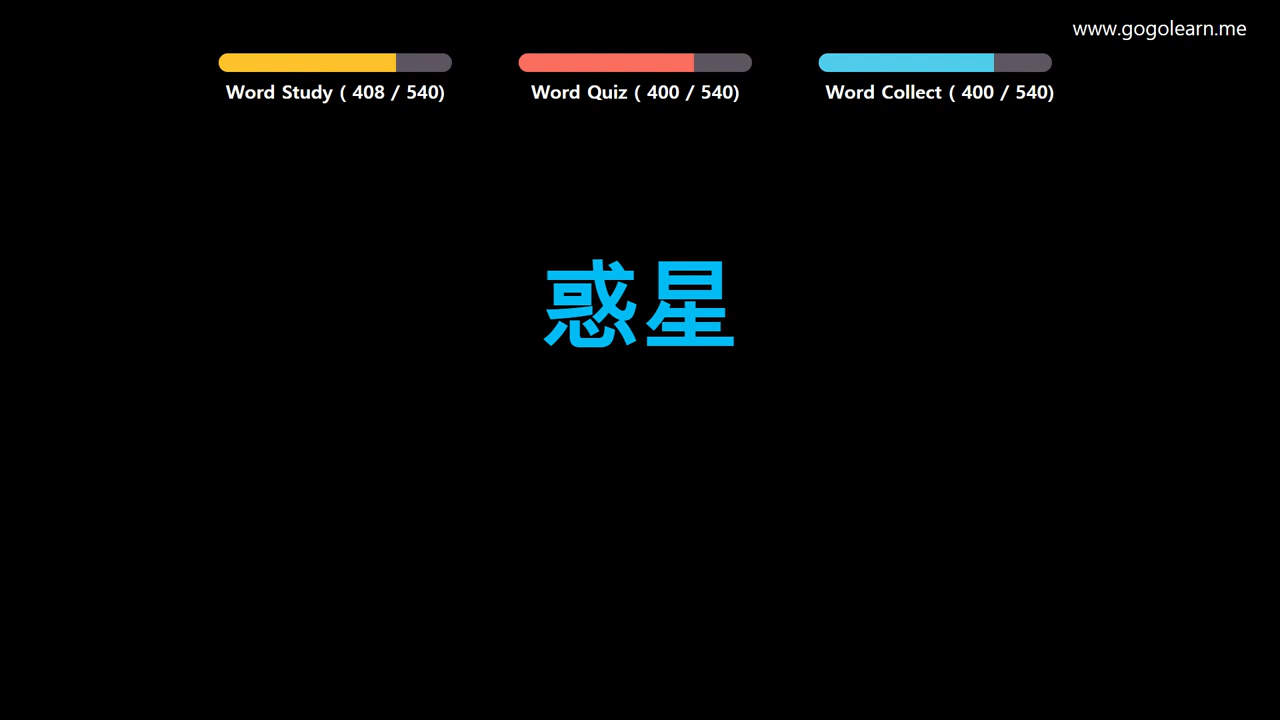 www.gogolearn.me
Word Study ( 408 / 540)
Word Quiz ( 400 / 540)
Word Collect ( 400 / 540)
惑星